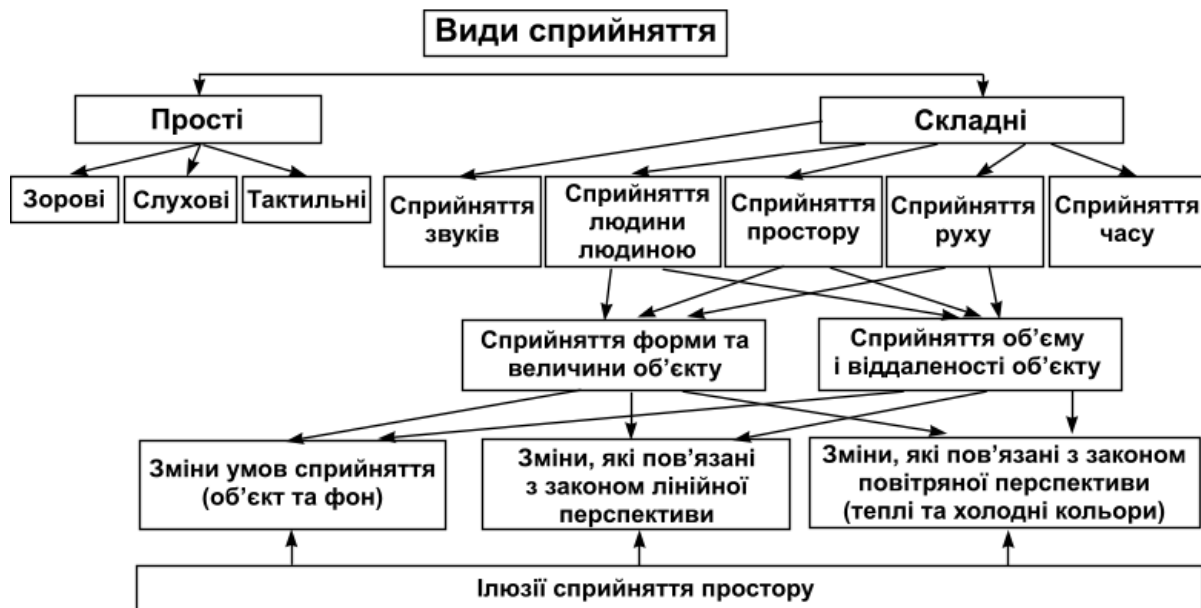 Види сприйняття
Прості
Складні
Зорові
Слухові
Тактильні
Сприйняття
звуків
Сприйняття
людини
людиною
Сприйняття
простору
Сприйняття
руху
Сприйняття
часу
Сприйняття форми та
величини об’єкту
Сприйняття об’єму
і віддаленості об’єкту
Зміни умов сприйняття
(об’єкт та фон)
Зміни, які пов’язані
з законом лінійної
перспективи
Зміни, які пов’язані з законом
повітряної перспективи
(теплі та холодні кольори)
Ілюзії сприйняття простору